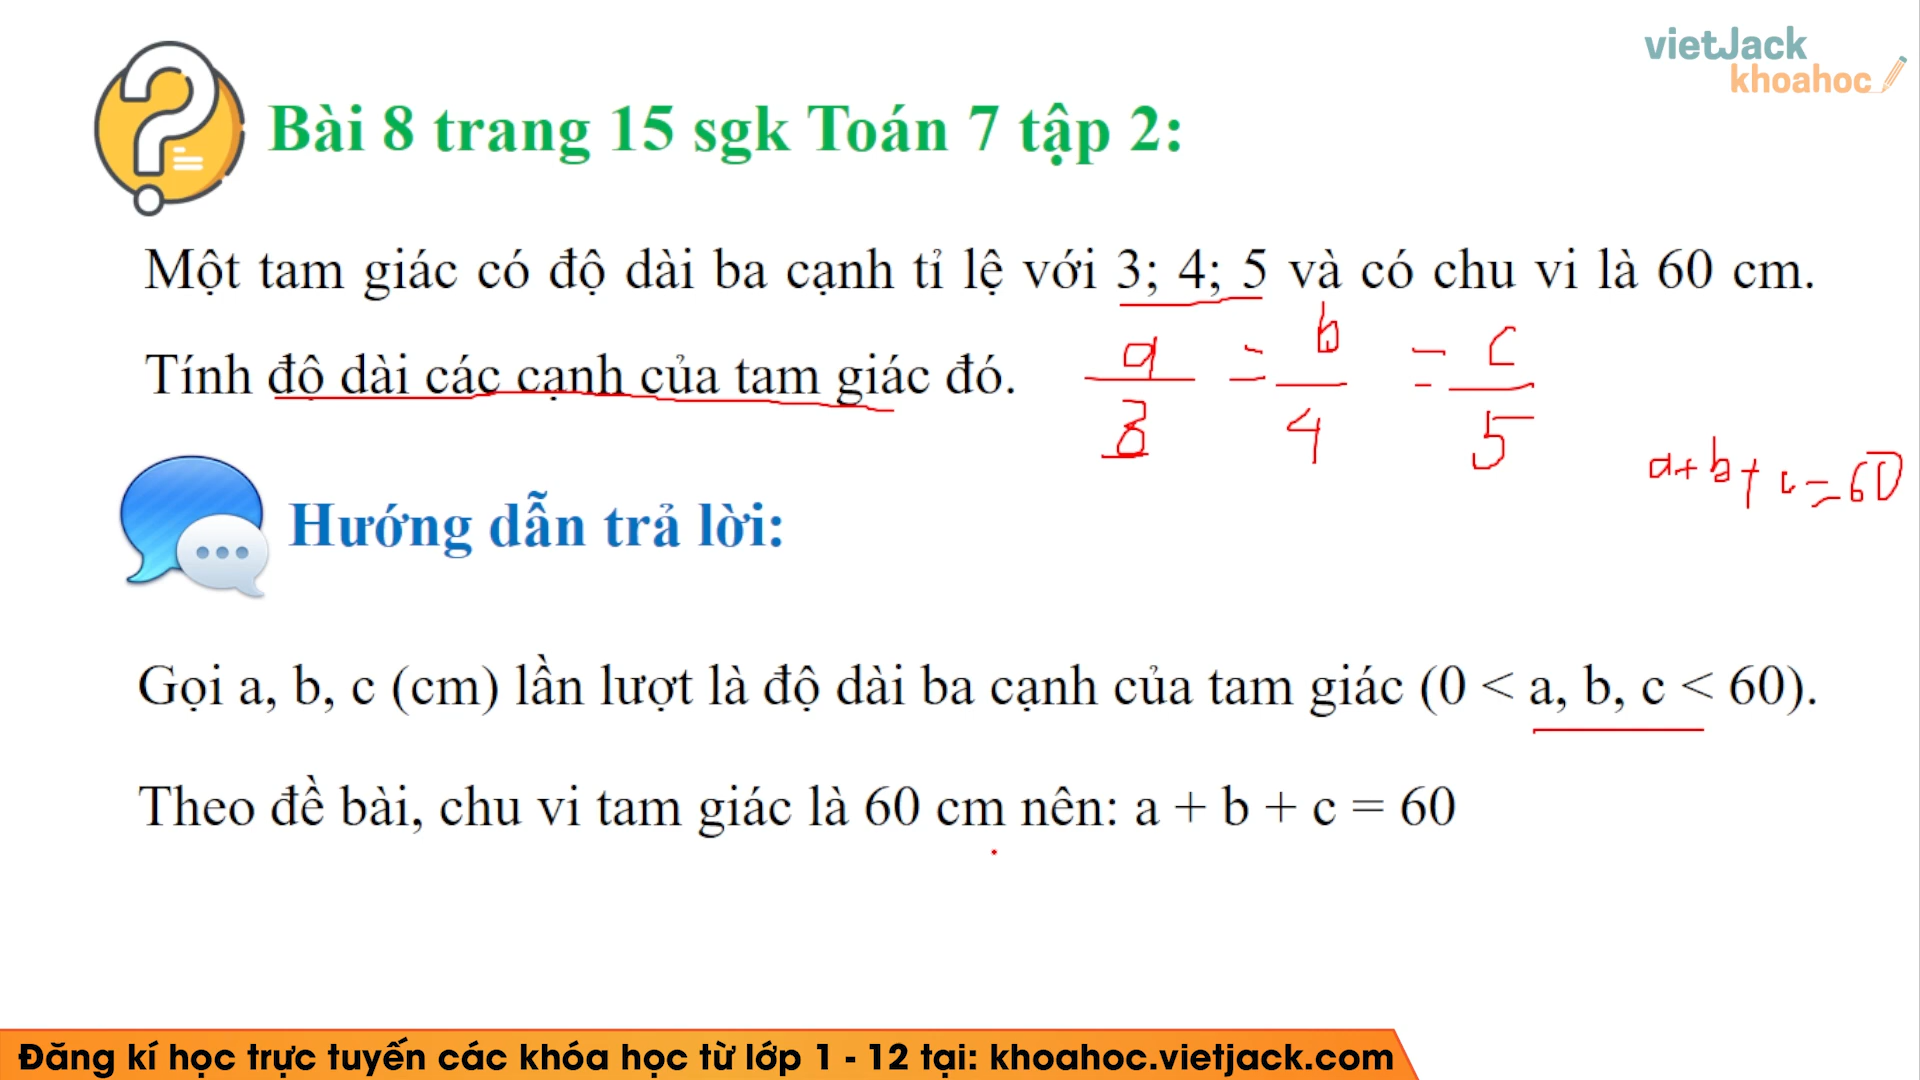 vietJack
khoahoc
Bài 8 trang 15 sgk Toán 7 tập 2:
Một tam giác có độ dài ba cạnh tỉ lệ với 3; 4; 5 và có chu vi là 60 cm.
Tính độ dài các cạnh của tam giác đó.
a/3 = b/4 = c/5
a+b+c=60
Hướng dẫn trả lời:
Gọi a, b, c (cm) lần lượt là độ dài ba cạnh của tam giác (0 < a, b, c < 60).
Theo đề bài, chu vi tam giác là 60 cm nên: a + b + c = 60
Đăng kí học trực tuyến các khóa học từ lớp 1 - 12 tại: khoahoc.vietjack.com